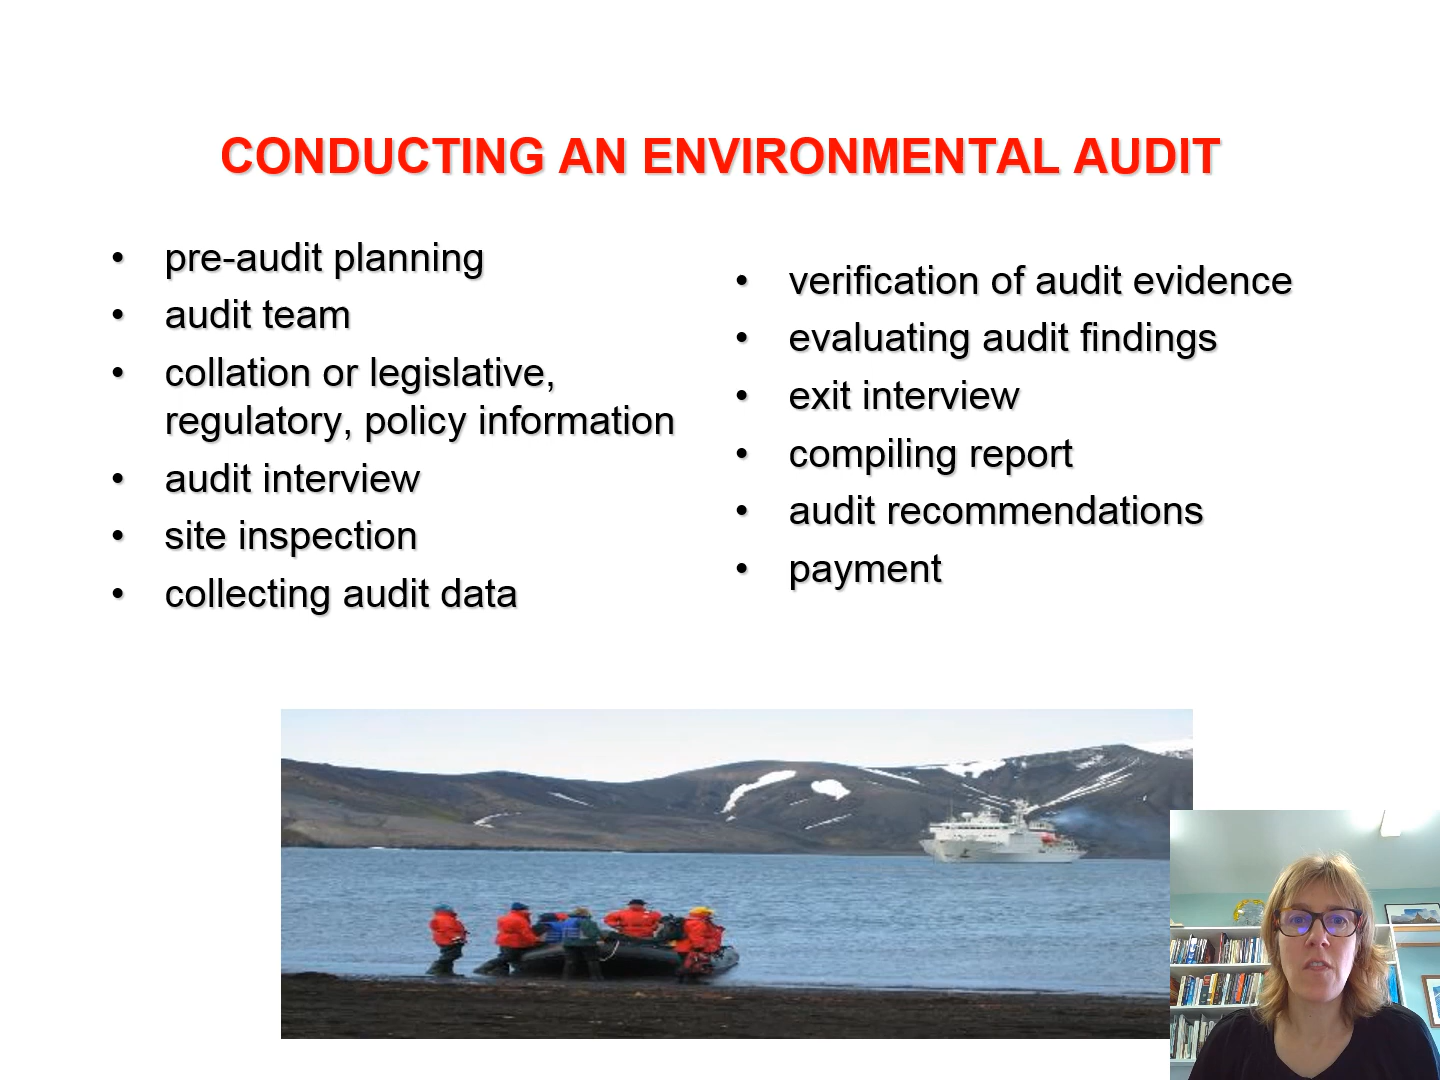 CONDUCTING AN ENVIRONMENTAL AUDIT
• pre-audit planning
• audit team
• collation or legislative,
regulatory, policy information
• audit interview
• site inspection
• collecting audit data
• verification of audit evidence
• evaluating audit findings
• exit interview
• compiling report
• audit recommendations
• payment